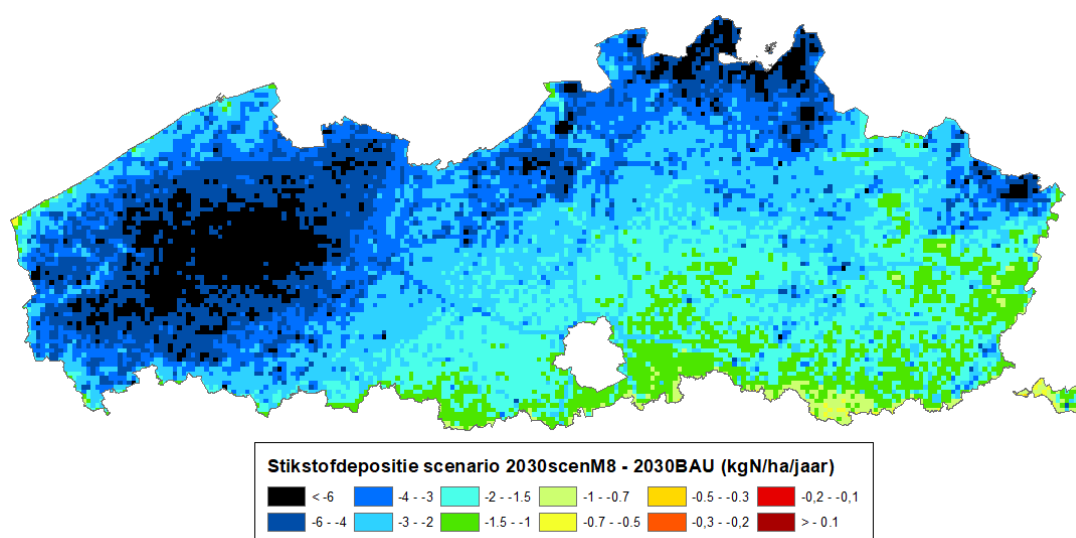 Stikstofdepositie scenario 2030scenM8 - 2030BAU (kgN/ha/jaar)
< -6 -4 - -3 -2 - -1.5 -1 - -0.7 -0.5 - -0.3 -0,2 - -0,1
-6 - -4 -3 - -2 -1.5 - -1 -0.7 - -0.5 -0,3 - -0,2 > - 0.1